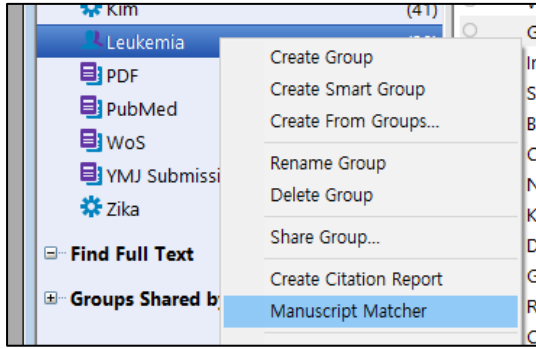 Kim (41)
Leukemia
PDF
PubMed
WoS
YMJ Submissi
Zika
Find Full Text
Groups Shared b
Create Group
Create Smart Group
Create From Groups...
Rename Group
Delete Group
Share Group...
Create Citation Report
Manuscript Matcher